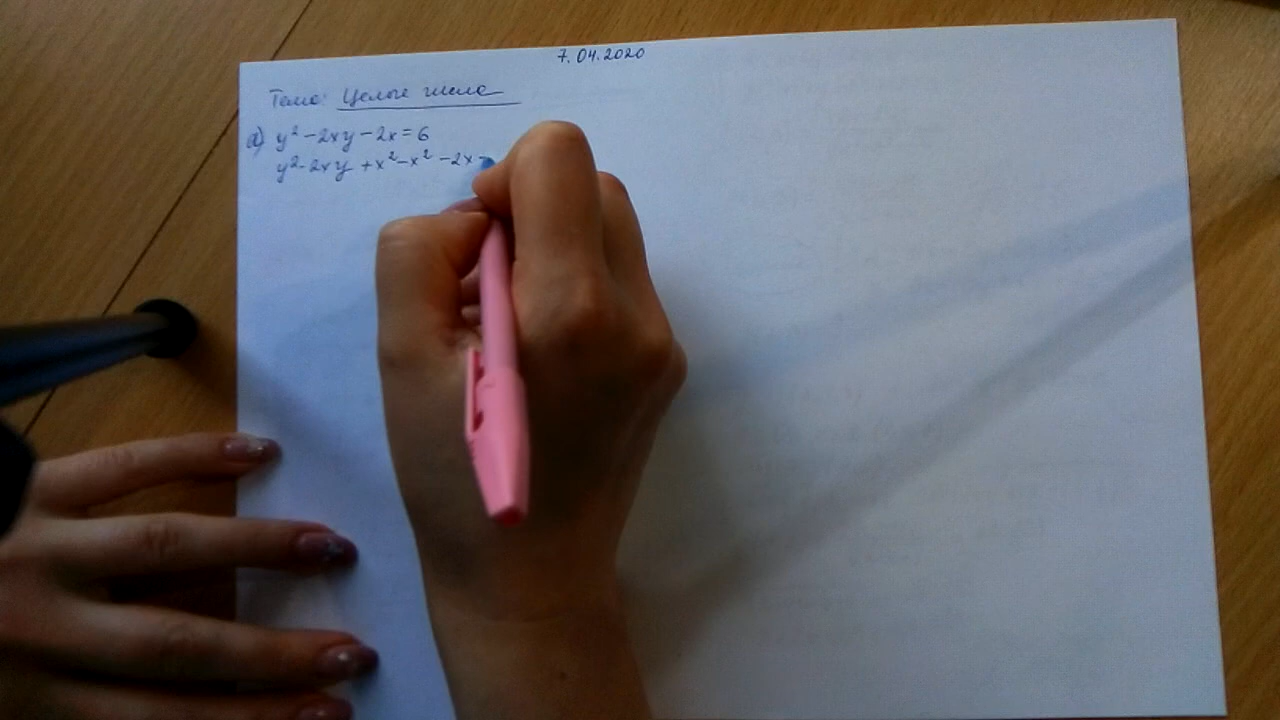 7.04.2020
Тема: Целые числа
а) y² - 2xy - 2x = 6
y² - 2xy + x² - x² - 2x -